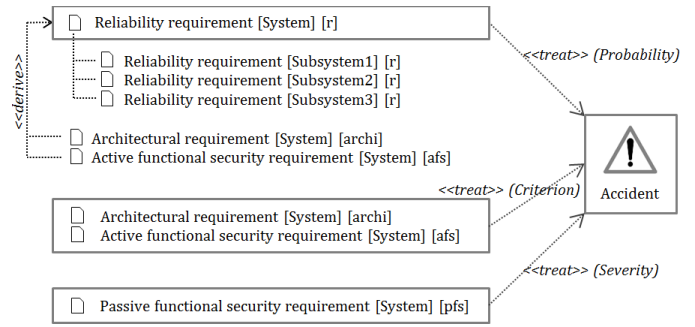 Reliability requirement [System] [r]
<<treat>> (Probability)
Reliability requirement [Subsystem1] [r]
Reliability requirement [Subsystem2] [r]
Reliability requirement [Subsystem3] [r]
<<derive>>
Architectural requirement [System] [archi]
Active functional security requirement [System] [afs]
Accident
<<treat>> (Criterion)
Architectural requirement [System] [archi]
Active functional security requirement [System] [afs]
<<treat>> (Severity)
Passive functional security requirement [System] [pfs]